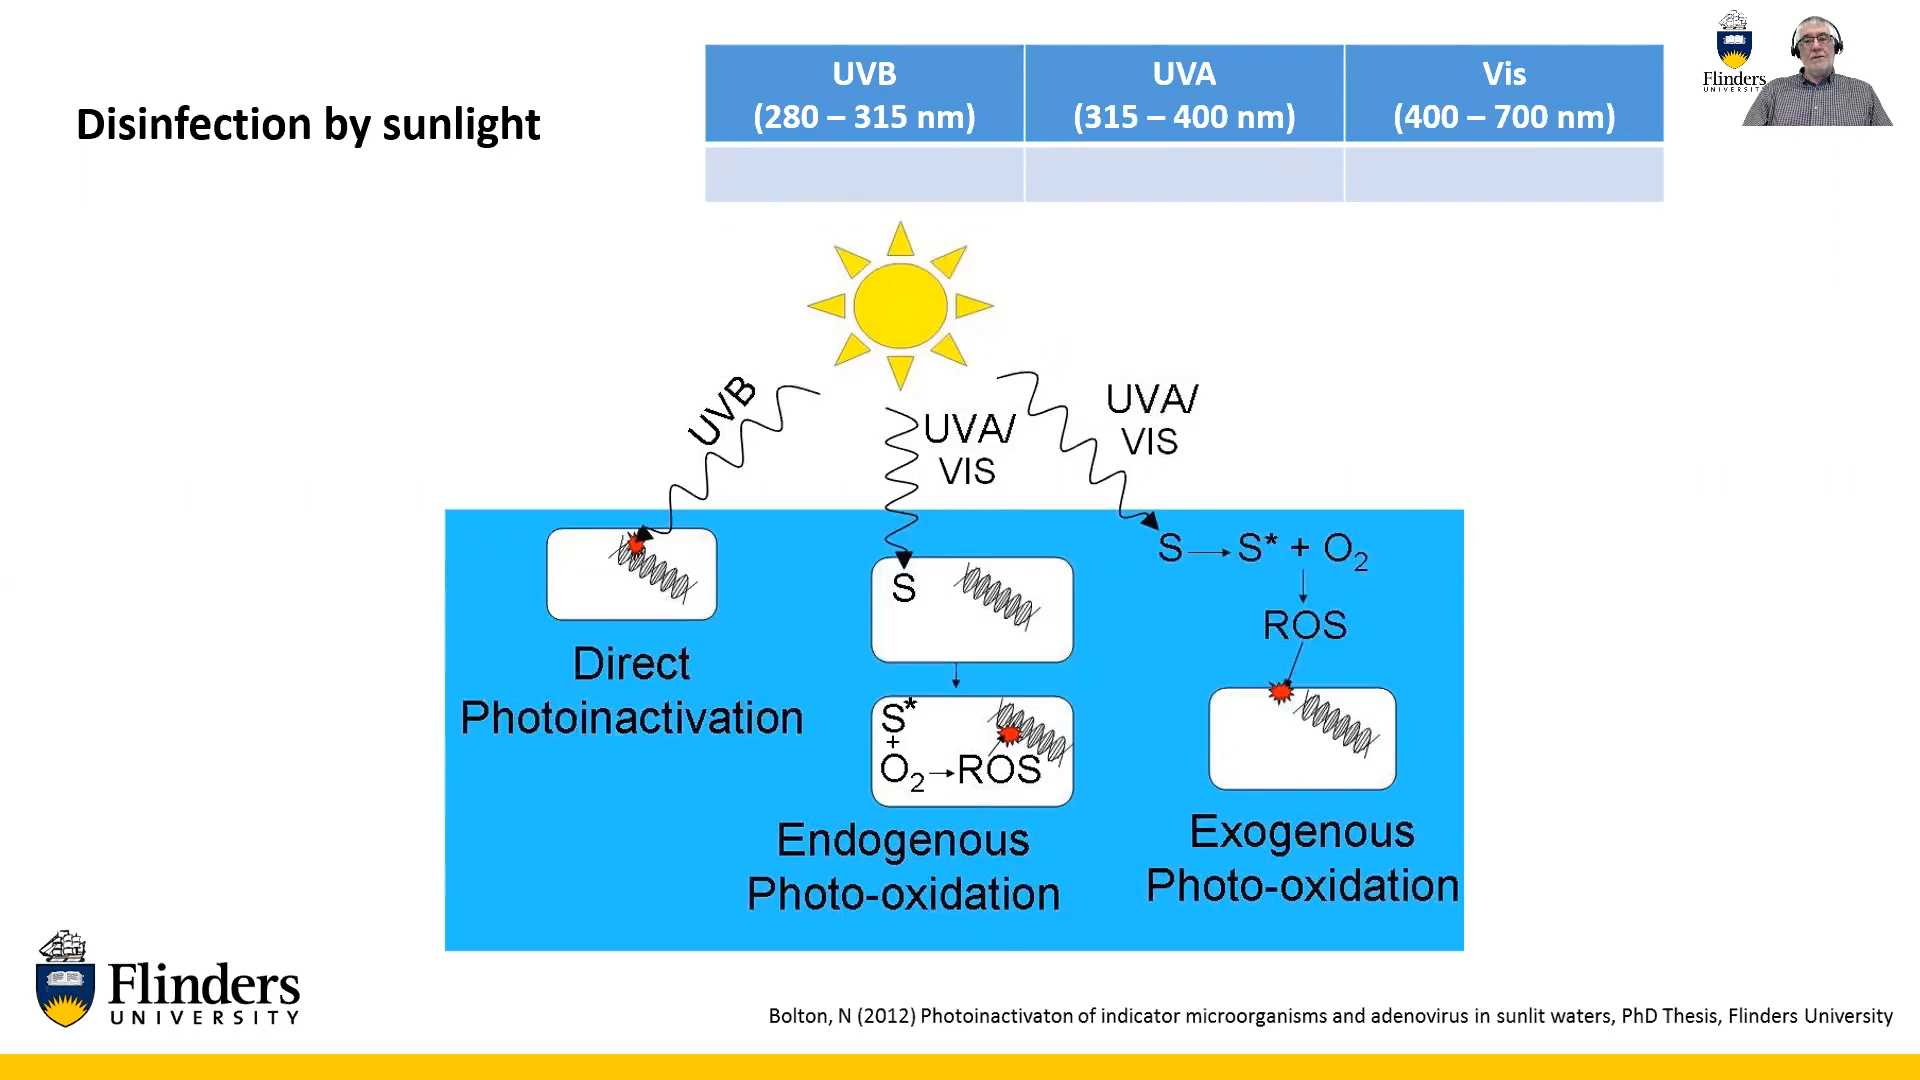 Disinfection by sunlight
UVB
(280 – 315 nm)
UVA
(315 – 400 nm)
Vis
(400 – 700 nm)
Flinders
UNIVERSITY
UVB
UVA/
VIS
UVA/
VIS
Direct
Photoinactivation
S
S*
+
O₂→ROS
Endogenous
Photo-oxidation
S→S* + O₂
ROS
Exogenous
Photo-oxidation
Flinders
UNIVERSITY
Bolton, N (2012) Photoinactivaton of indicator microorganisms and adenovirus in sunlit waters, PhD Thesis, Flinders University